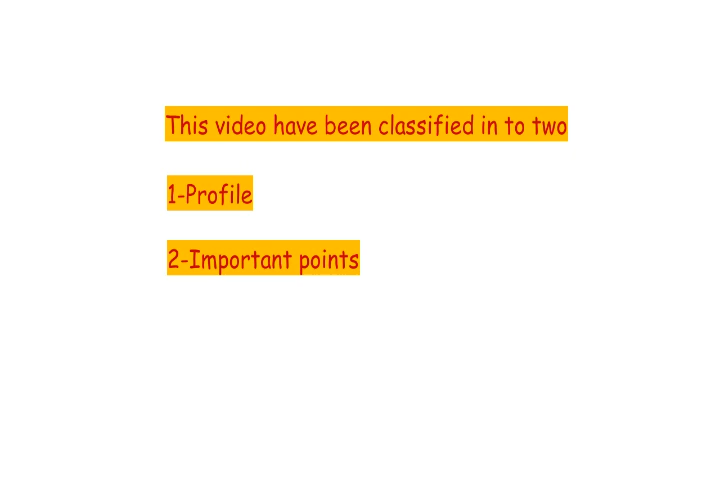 This video have been classified in to two
1-Profile
2-Important points